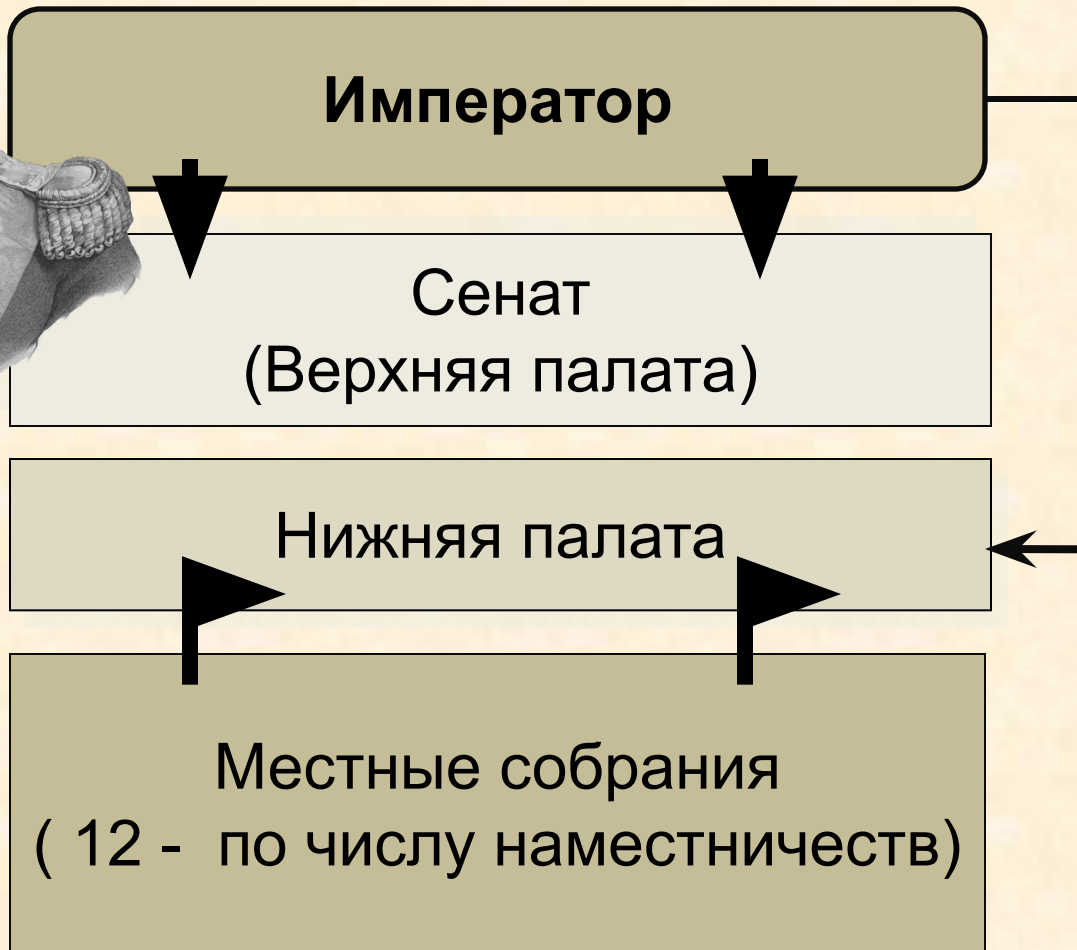 Император
Сенат
(Верхняя палата)
Нижняя палата
Местные собрания
( 12 -  по числу наместничеств)